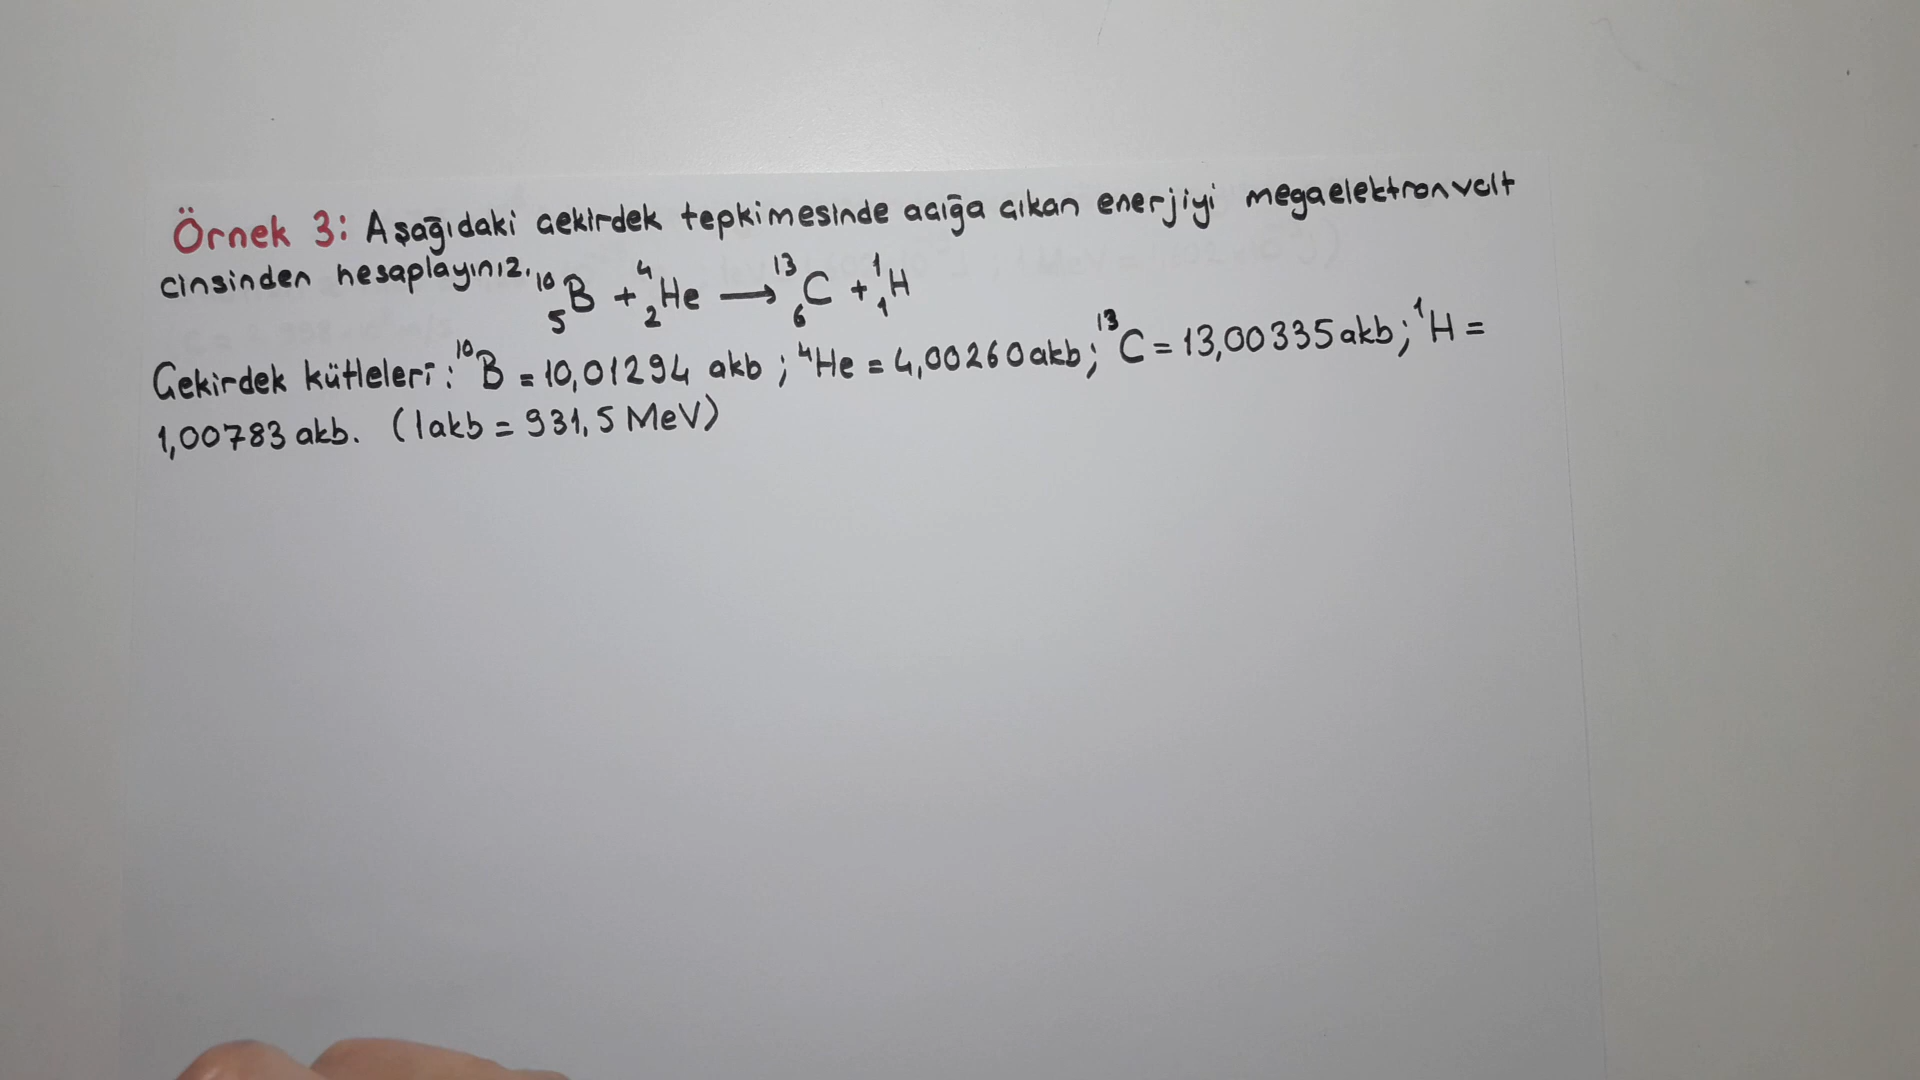 Örnek 3: Aşağıdaki çekirdek tepkimesinde açığa çıkan enerjiyi megaelektronvolt
cinsinden hesaplayınız. ¹⁰₅B + ⁴₂He ⟶ ¹³₆C + ¹₁H
Çekirdek kütleleri: ¹⁰B = 10,01294 akb; ⁴He = 4,00260 akb; ¹³C = 13,00335 akb; ¹H =
1,00783 akb. (1akb = 931,5 MeV)